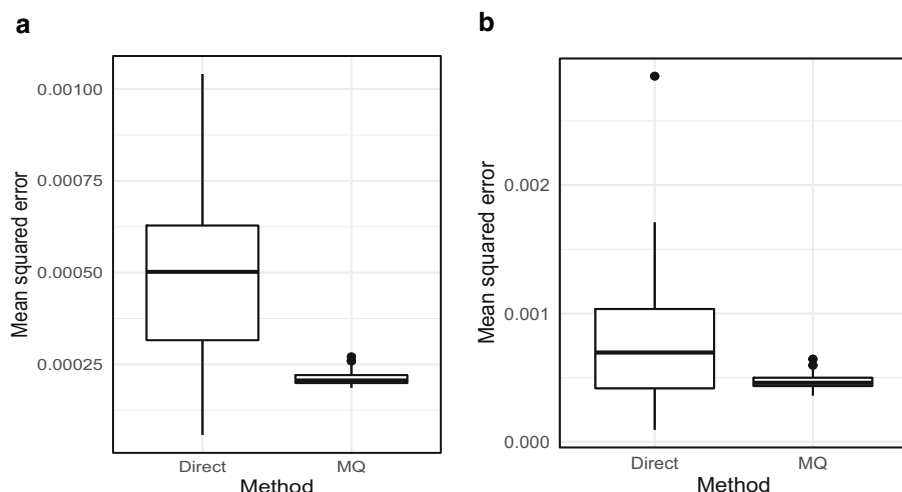 a
Mean squared error
0.00100
0.00075
0.00050
0.00025
Direct
MQ
Method
b
Mean squared error
0.002
0.001
0.000
Direct
MQ
Method